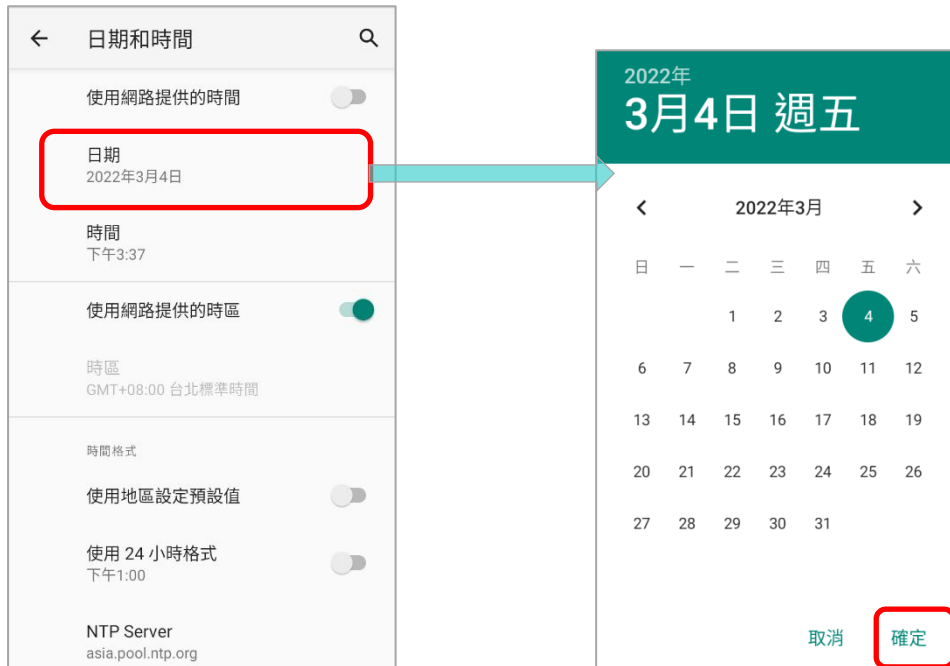 日期和時間
使用網路提供的時間
日期
2022年3月4日
時間
下午3:37
使用網路提供的時區
時區
GMT+08:00 台北標準時間
時間格式
使用地區設定預設值
使用 24 小時格式
下午1:00
NTP Server
asia.pool.ntp.org
2022年
3月4日 週五
2022年3月
日 一 二 三 四 五 六
1 2 3 4 5
6 7 8 9 10 11 12
13 14 15 16 17 18 19
20 21 22 23 24 25 26
27 28 29 30 31
取消 確定